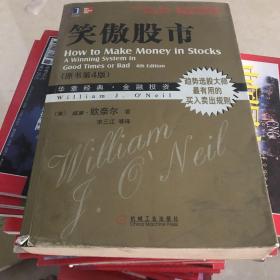 笑傲股市
How to Make Money in Stocks
A Winning System in
Good Times or Bad 4th Edition
(原书第4版)
华章经典·金融投资
William J. O'Neil
(美) 威廉·欧奈尔 著
宋三江 等译
趋势选股大师
最有用的
买入卖出规则
William J. O'Neil
机械工业出版社